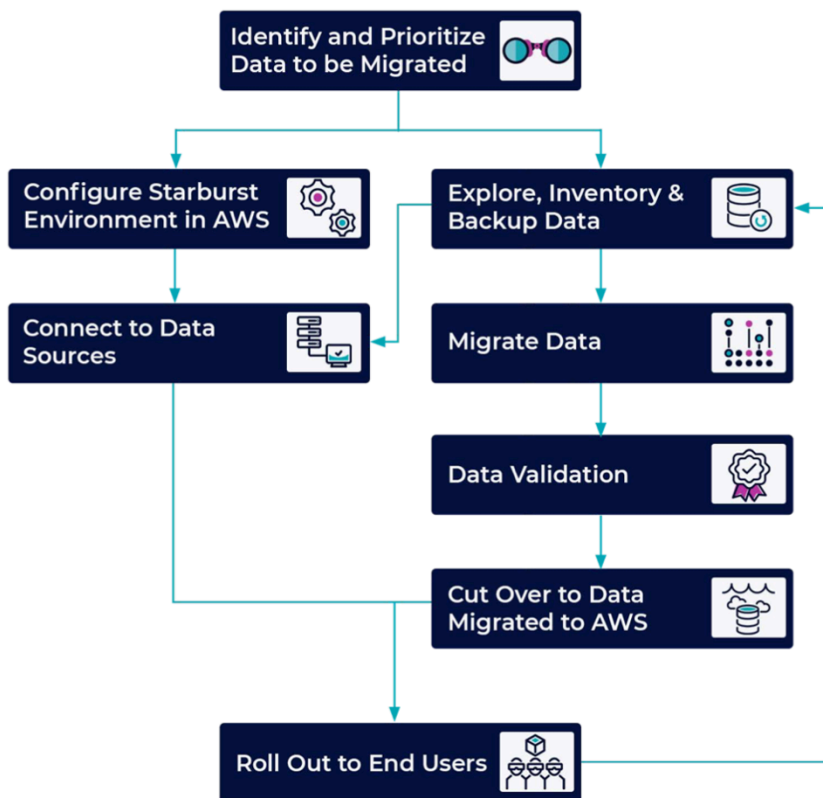 Identify and Prioritize
Data to be Migrated
Configure Starburst
Environment in AWS
Explore, Inventory &
Backup Data
Connect to Data
Sources
Migrate Data
Data Validation
Cut Over to Data
Migrated to AWS
Roll Out to End Users